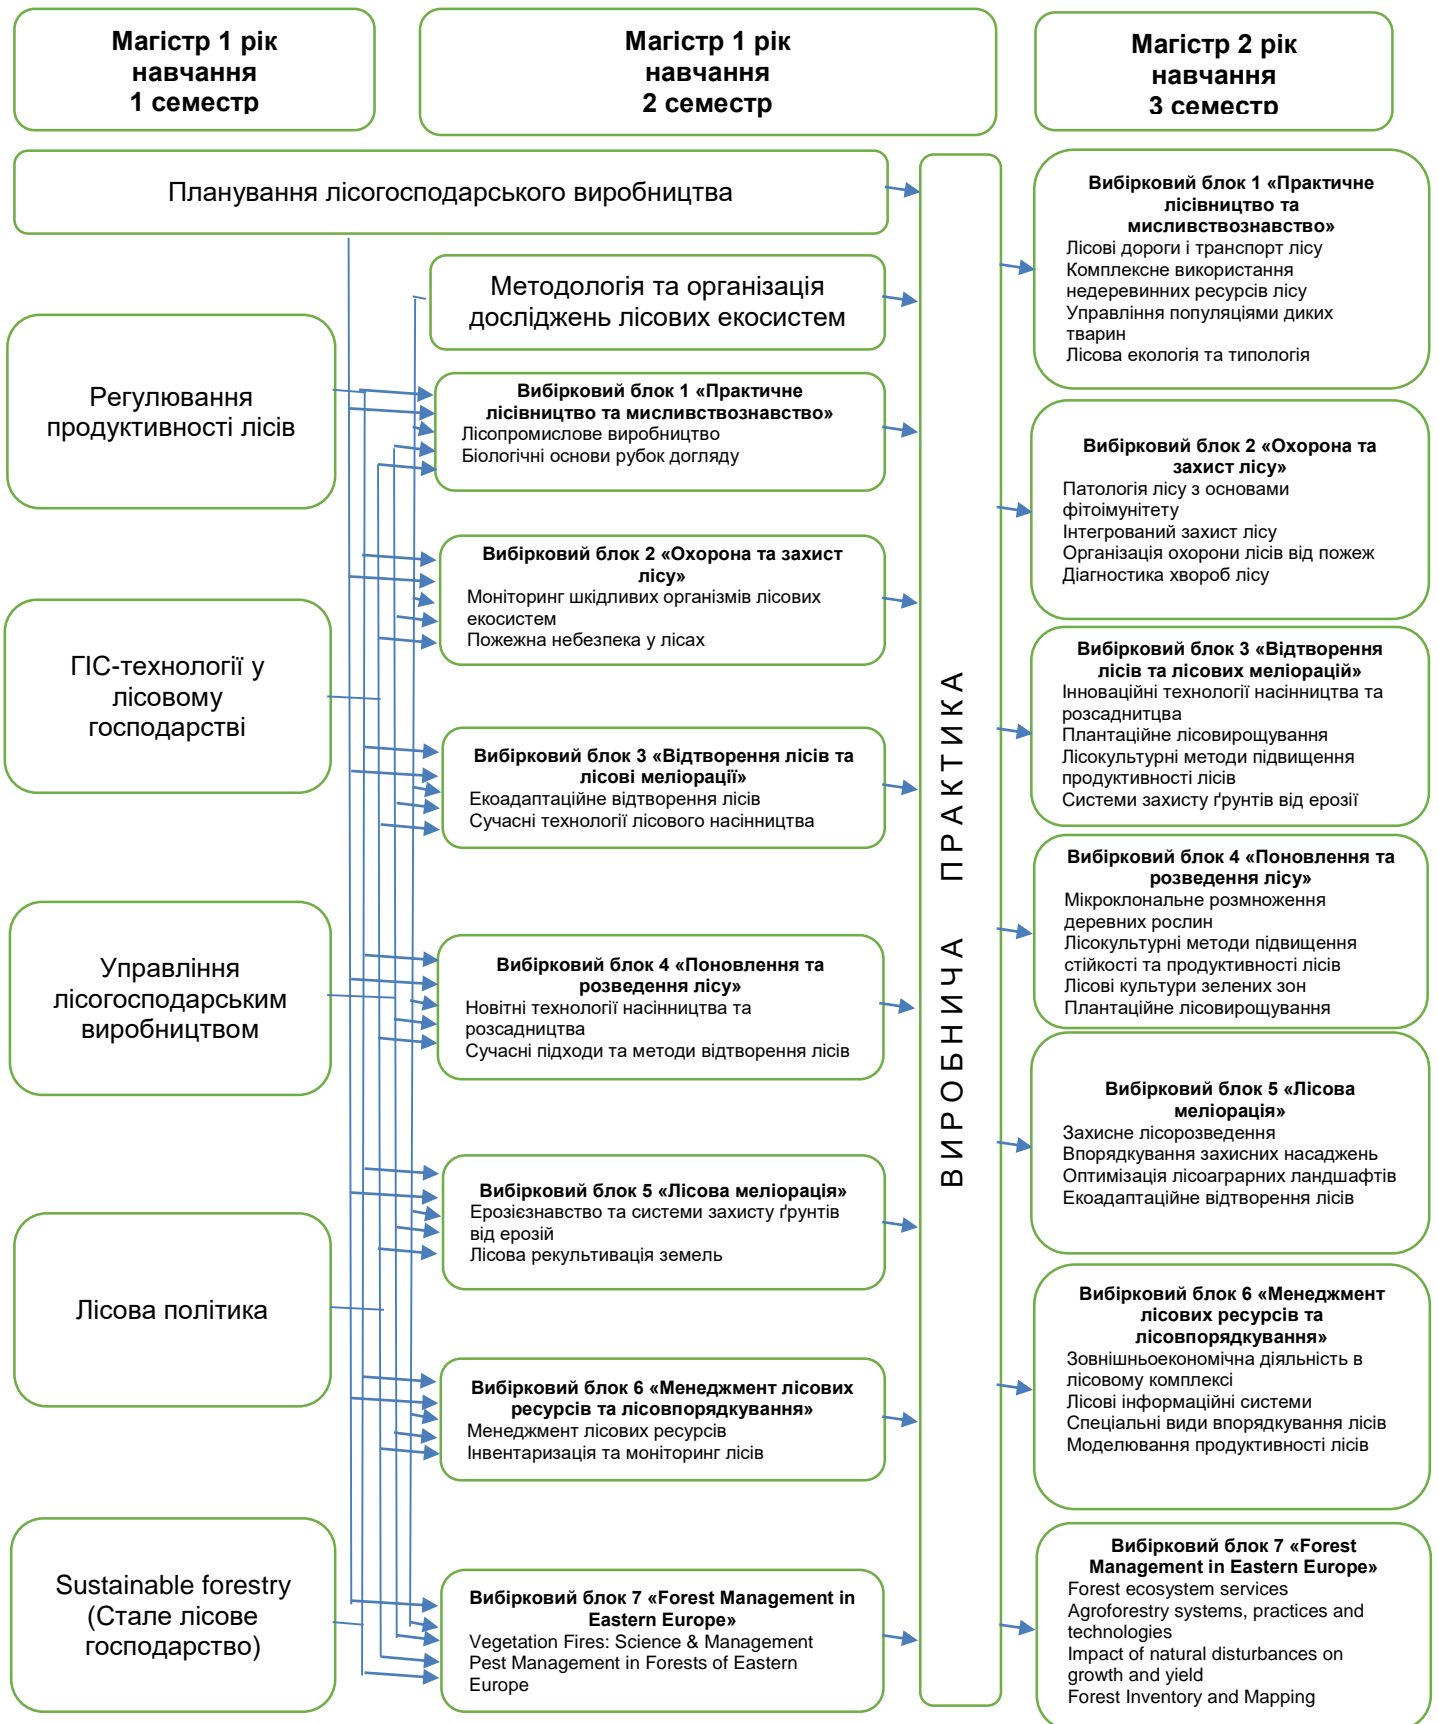 Магістр 1 рік
навчання
1 семестр
Магістр 1 рік
навчання
2 семестр
Магістр 2 рік
навчання
3 семестр
Планування лісогосподарського виробництва
Регулювання
продуктивності лісів
ГІС-технології у
лісовому
господарстві
Управління
лісогосподарським
виробництвом
Лісова політика
Sustainable forestry
(Стале лісове
господарство)
Методологія та організація
досліджень лісових екосистем
Вибірковий блок 1 «Практичне
лісівництво та мисливствознавство»
Лісопромислове виробництво
Біологічні основи рубок догляду
Вибірковий блок 2 «Охорона та захист
лісу»
Моніторинг шкідливих організмів лісових
екосистем
Пожежна небезпека у лісах
Вибірковий блок 3 «Відтворення лісів та
лісові меліорації»
Екоадаптаційне відтворення лісів
Сучасні технології лісового насінництва
Вибірковий блок 4 «Поновлення та
розведення лісу»
Новітні технології насінництва та
розсадництва
Сучасні підходи та методи відтворення лісів
Вибірковий блок 5 «Лісова меліорація»
Ерозієзнавство та системи захисту ґрунтів
від ерозій
Лісова рекультивація земель
Вибірковий блок 6 «Менеджмент лісових
ресурсів та лісовпорядкування»
Менеджмент лісових ресурсів
Інвентаризація та моніторинг лісів
Вибірковий блок 7 «Forest Management in
Eastern Europe»
Vegetation Fires: Science & Management
Pest Management in Forests of Eastern
Europe
ВИРОБНИЧА ПРАКТИКА
Вибірковий блок 1 «Практичне
лісівництво та
мисливствознавство»
Лісові дороги і транспорт лісу
Комплексне використання
недеревинних ресурсів лісу
Управління популяціями диких
тварин
Лісова екологія та типологія
Вибірковий блок 2 «Охорона та
захист лісу»
Патологія лісу з основами
фітоімунітету
Інтегрований захист лісу
Організація охорони лісів від пожеж
Діагностика хвороб лісу
Вибірковий блок 3 «Відтворення
лісів та лісових меліорацій»
Інноваційні технології насінництва та
розсаднитцва
Плантаційне лісовирощування
Лісокультурні методи підвищення
продуктивності лісів
Системи захисту ґрунтів від ерозії
Вибірковий блок 4 «Поновлення та
розведення лісу»
Мікроклональне розмноження
деревних рослин
Лісокультурні методи підвищення
стійкості та продуктивності лісів
Лісові культури зелених зон
Плантаційне лісовирощування
Вибірковий блок 5 «Лісова
меліорація»
Захисне лісорозведення
Впорядкування захисних насаджень
Оптимізація лісоаграрних ландшафтів
Екоадаптаційне відтворення лісів
Вибірковий блок 6 «Менеджмент
лісових ресурсів та
лісовпорядкування»
Зовнішньоекономічна діяльність в
лісовому комплексі
Лісові інформаційні системи
Спеціальні види впорядкування лісів
Моделювання продуктивності лісів
Вибірковий блок 7 «Forest
Management in Eastern Europe»
Forest ecosystem services
Agroforestry systems, practices and
technologies
Impact of natural disturbances on
growth and yield
Forest Inventory and Mapping